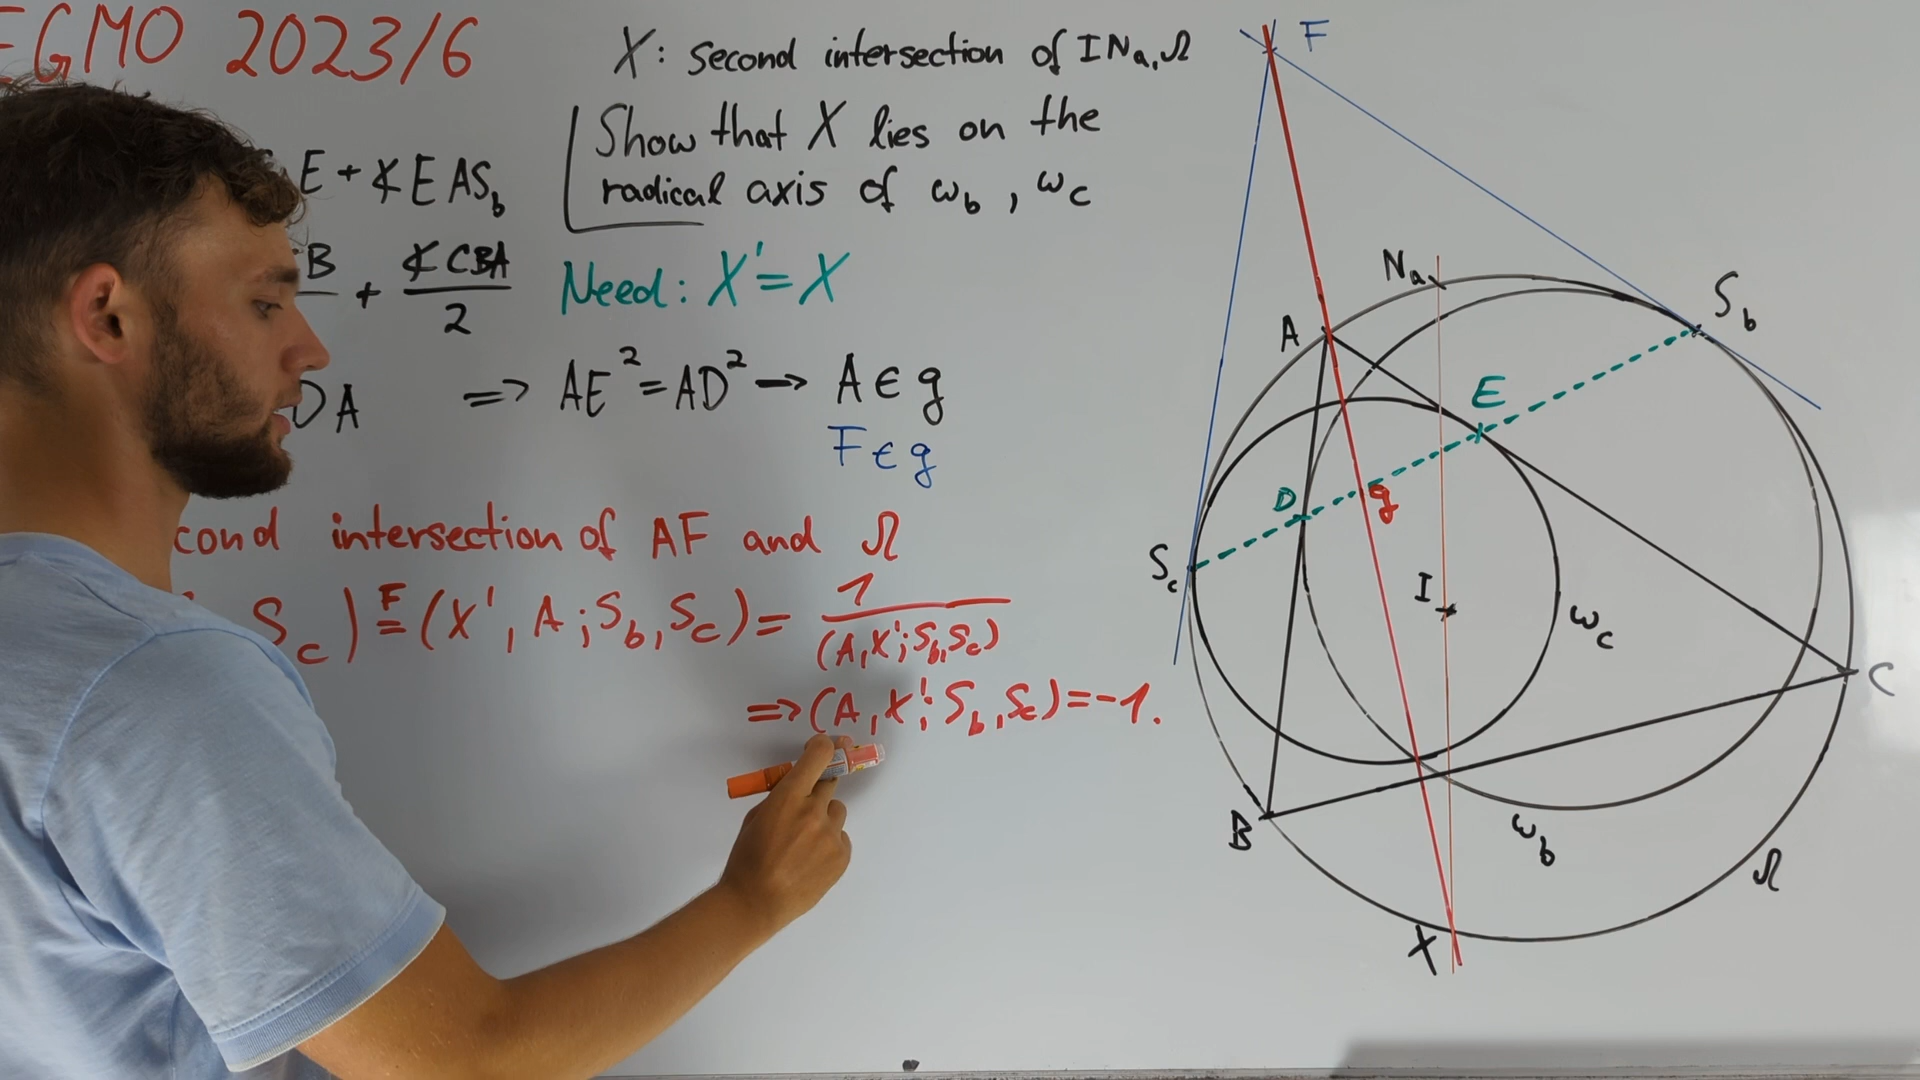 EGMO 2023/6
X: second intersection of INa, Ω
Show that X lies on the
radical axis of ωb, ωc
E + ∢EASb
B + ∢CBA
2
Need: X' = X
DA ⇒ AE² = AD² → A ∈ g
F ∈ g
cond intersection of AF and Ω
Sc) =F (X', A; Sb, Sc) = 1/(A, X'; Sb, Sc)
⇒ (A, X'; Sb, Sc) = -1.
F
Na
Sb
A
E
D
g
Sc
I
ωc
C
B
ωb
Ω
X